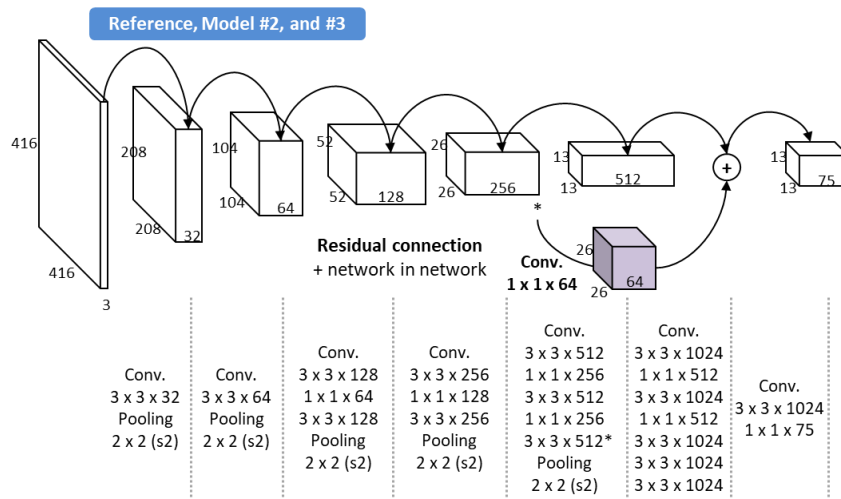 Reference, Model #2, and #3
416
416
3
208
208
32
104
104
64
52
52
128
26
26
256
*
13
13
512
+
13
13
75
Residual connection
+ network in network
Conv.
1 x 1 x 64
26
26
64
Conv.
3 x 3 x 32
Pooling
2 x 2 (s2)
Conv.
3 x 3 x 64
Pooling
2 x 2 (s2)
Conv.
3 x 3 x 128
1 x 1 x 64
3 x 3 x 128
Pooling
2 x 2 (s2)
Conv.
3 x 3 x 256
1 x 1 x 128
3 x 3 x 256
Pooling
2 x 2 (s2)
Conv.
3 x 3 x 512
1 x 1 x 256
3 x 3 x 512
1 x 1 x 256
3 x 3 x 512*
Pooling
2 x 2 (s2)
Conv.
3 x 3 x 1024
1 x 1 x 512
3 x 3 x 1024
1 x 1 x 512
3 x 3 x 1024
3 x 3 x 1024
3 x 3 x 1024
Conv.
3 x 3 x 1024
1 x 1 x 75